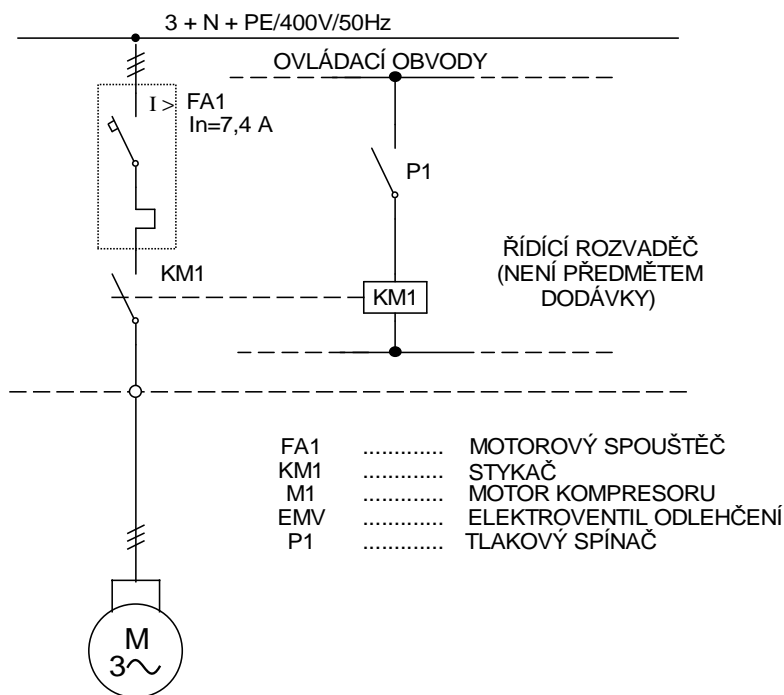 3 + N + PE/400V/50Hz
OVLÁDACÍ OBVODY
I > FA1
In=7,4 A
P1
KM1
KM1
ŘÍDÍCÍ ROZVADĚČ
(NENÍ PŘEDMĚTEM
DODÁVKY)
FA1 ............. MOTOROVÝ SPOUŠTĚČ
KM1 ............. STYKAČ
M1 ............. MOTOR KOMPRESORU
EMV ............. ELEKTROVENTIL ODLEHČENÍ
P1 ............. TLAKOVÝ SPÍNAČ
M
3~